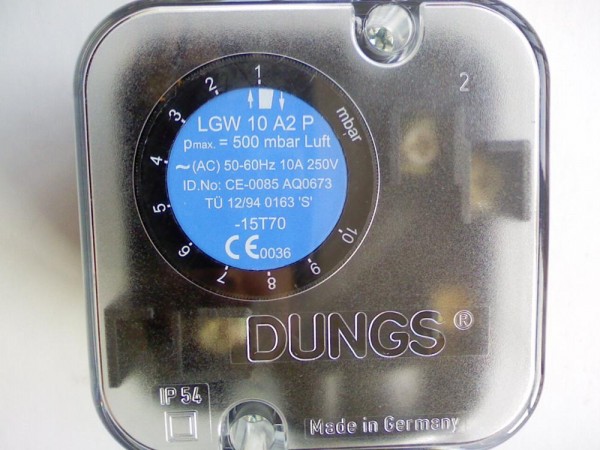 1
2
3
4
5
6
7
8
9
10
mbar
2
LGW 10 A2 P
pmax. = 500 mbar Luft
~(AC) 50-60Hz 10A 250V
ID.No: CE-0085 AQ0673
TÜ 12/94 0163 'S'
-15T70
CE0036
DUNGS®
IP 54
Made in Germany